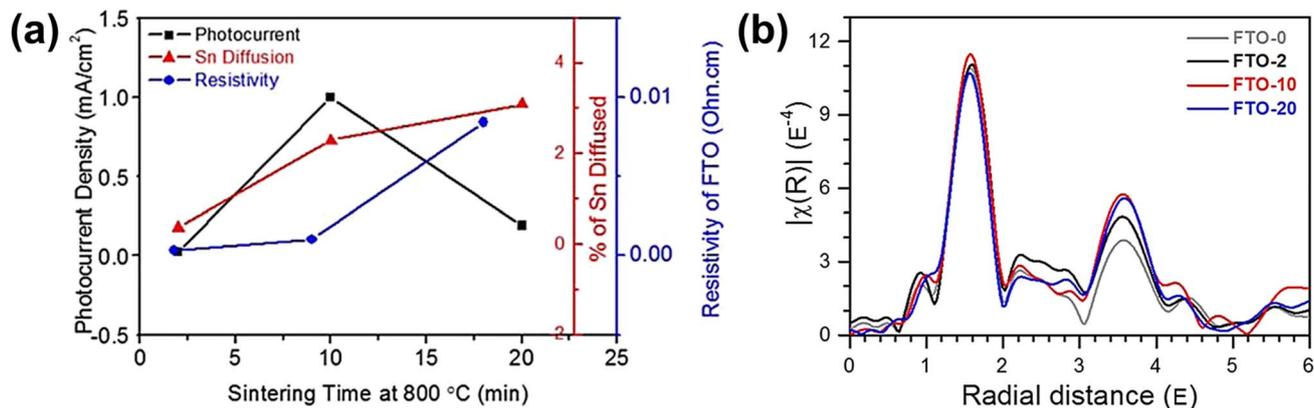 (a)
Photocurrent Density (mA/cm²)
1.5
1.0
0.5
0.0
-0.5
Photocurrent
Sn Diffusion
Resistivity
0
5
10
15
20
25
Sintering Time at 800 °C (min)
4
2
0
2
% of Sn Diffused
0.01
0.00
Resistivity of FTO (Ohn.cm)
(b)
|χ(R)| (E⁻⁴)
12
9
6
3
0
FTO-0
FTO-2
FTO-10
FTO-20
0
1
2
3
4
5
6
Radial distance (E)